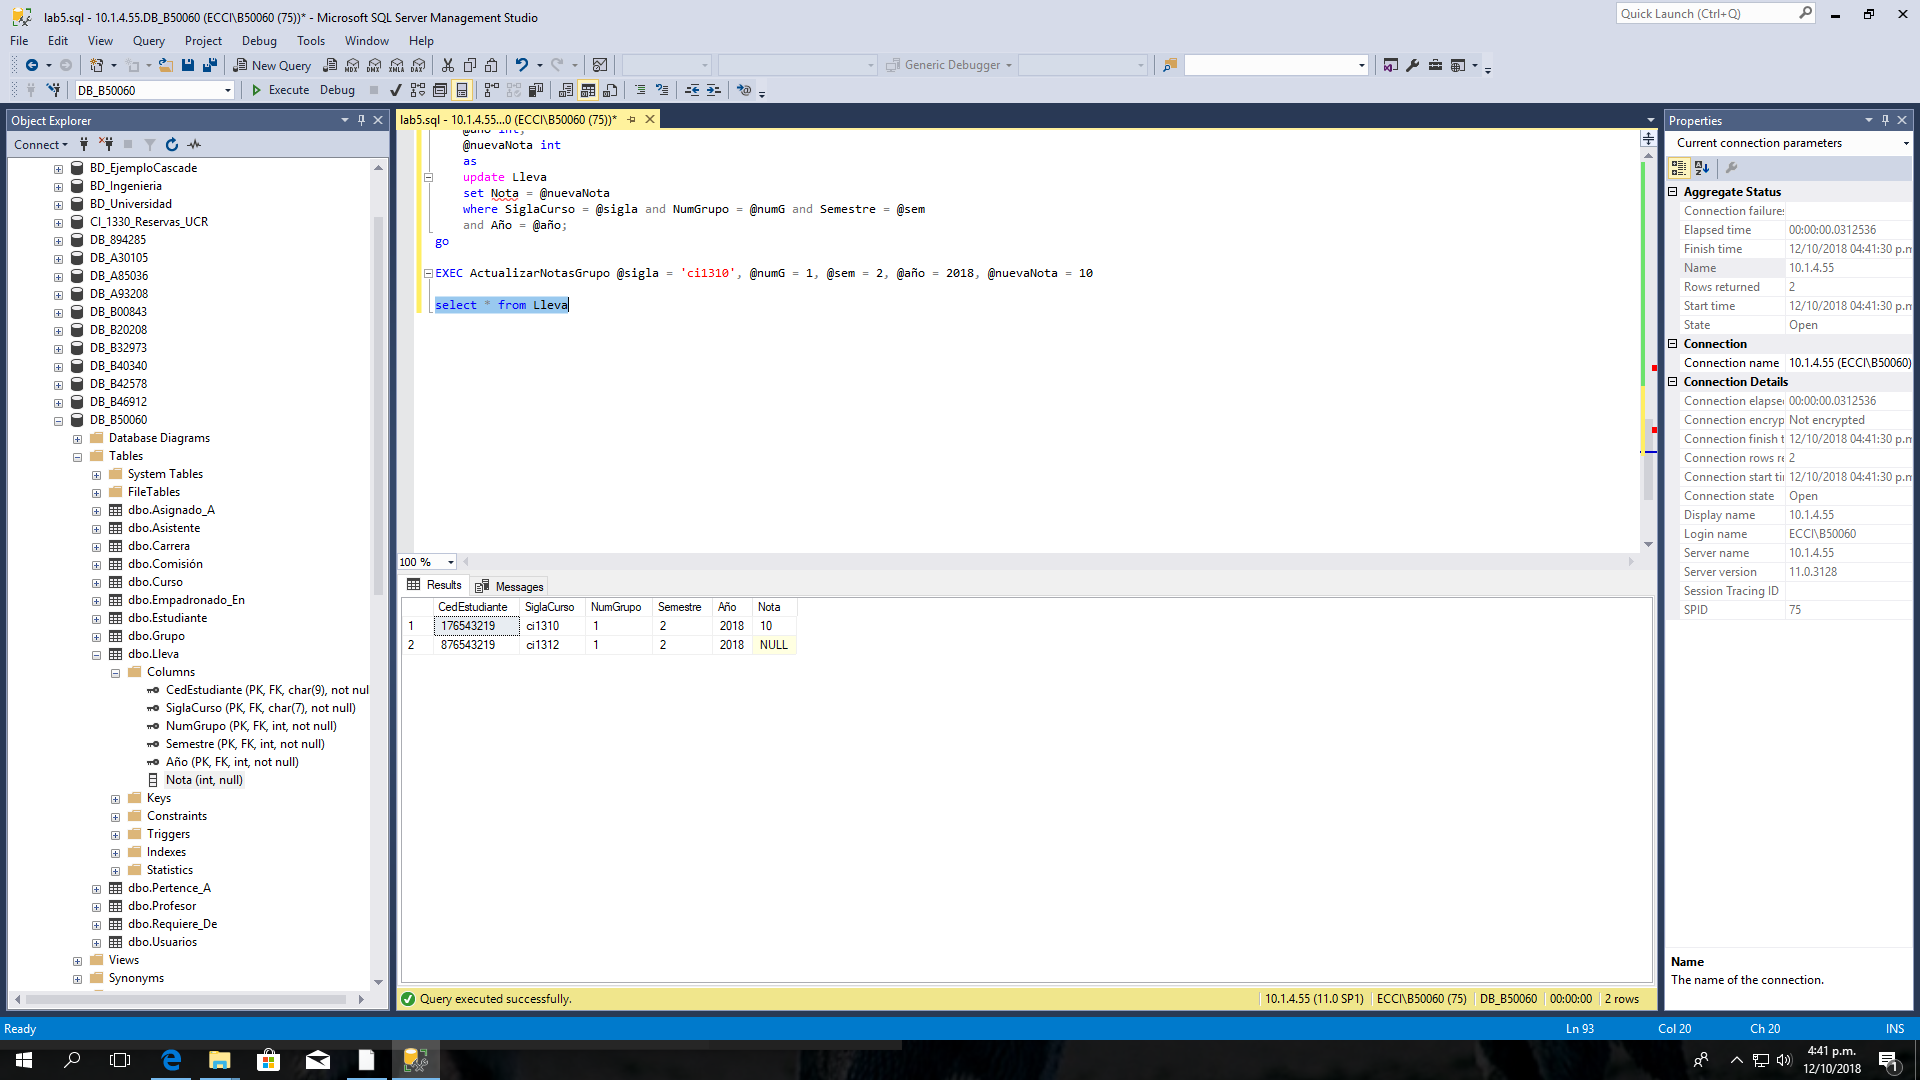 lab5.sql - 10.1.4.55.DB_B50060 (ECCI\B50060 (75))* - Microsoft SQL Server Management Studio
Quick Launch (Ctrl+Q)
File Edit View Query Project Debug Tools Window Help
New Query
MDX DMX XMLA DAX
Generic Debugger
DB_B50060
Execute Debug
Object Explorer
Connect
BD_EjemploCascade
BD_Ingenieria
BD_Universidad
CI_1330_Reservas_UCR
DB_894285
DB_A30105
DB_A85036
DB_A93208
DB_B00843
DB_B20208
DB_B32973
DB_B40340
DB_B42578
DB_B46912
DB_B50060
Database Diagrams
Tables
System Tables
FileTables
dbo.Asignado_A
dbo.Asistente
dbo.Carrera
dbo.Comisión
dbo.Curso
dbo.Empadronado_En
dbo.Estudiante
dbo.Grupo
dbo.Lleva
Columns
CedEstudiante (PK, FK, char(9), not nul
SiglaCurso (PK, FK, char(7), not null)
NumGrupo (PK, FK, int, not null)
Semestre (PK, FK, int, not null)
Año (PK, FK, int, not null)
Nota (int, null)
Keys
Constraints
Triggers
Indexes
Statistics
dbo.Pertence_A
dbo.Profesor
dbo.Requiere_De
dbo.Usuarios
Views
Synonyms
lab5.sql - 10.1.4.55...0 (ECCI\B50060 (75))*
@año int,
@nuevaNota int
as
update Lleva
set Nota = @nuevaNota
where SiglaCurso = @sigla and NumGrupo = @numG and Semestre = @sem
and Año = @año;
go
EXEC ActualizarNotasGrupo @sigla = 'ci1310', @numG = 1, @sem = 2, @año = 2018, @nuevaNota = 10
select * from Lleva
100 %
Results Messages
CedEstudiante SiglaCurso NumGrupo Semestre Año Nota
1 176543219 ci1310 1 2 2018 10
2 876543219 ci1312 1 2 2018 NULL
Query executed successfully. 10.1.4.55 (11.0 SP1) ECCI\B50060 (75) DB_B50060 00:00:00 2 rows
Properties
Current connection parameters
Aggregate Status
Connection failures
Elapsed time 00:00:00.0312536
Finish time 12/10/2018 04:41:30 p.m
Name 10.1.4.55
Rows returned 2
Start time 12/10/2018 04:41:30 p.m
State Open
Connection
Connection name 10.1.4.55 (ECCI\B50060)
Connection Details
Connection elapse 00:00:00.0312536
Connection encryp Not encrypted
Connection finish t 12/10/2018 04:41:30 p.m
Connection rows re 2
Connection start ti 12/10/2018 04:41:30 p.m
Connection state Open
Display name 10.1.4.55
Login name ECCI\B50060
Server name 10.1.4.55
Server version 11.0.3128
Session Tracing ID
SPID 75
Name
The name of the connection.
Ready Ln 93 Col 20 Ch 20 INS
4:41 p.m.
12/10/2018
1